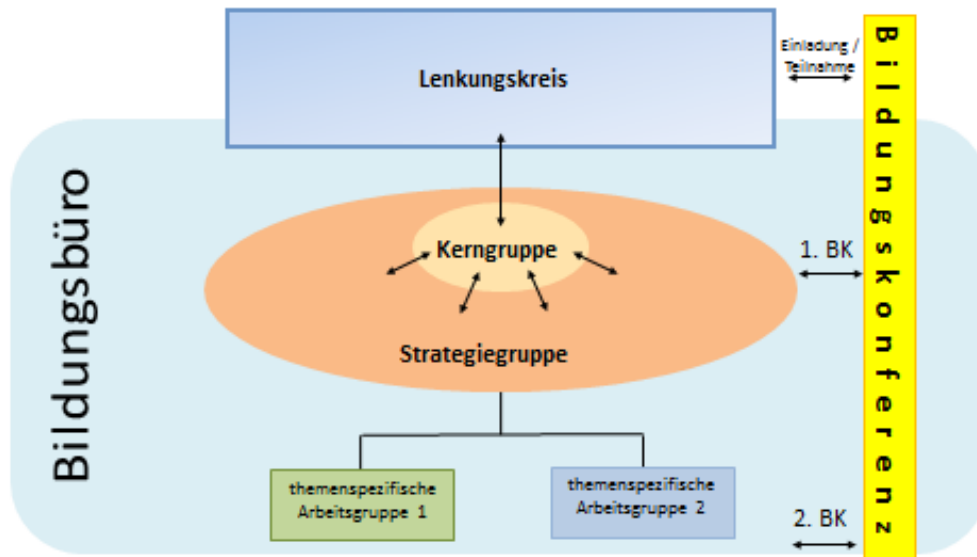 Lenkungskreis
Einladung /
Teilnahme
Bildungskonferenz
Bildungsbüro
Kerngruppe
1. BK
Strategiegruppe
themenspezifische
Arbeitsgruppe 1
themenspezifische
Arbeitsgruppe 2
2. BK